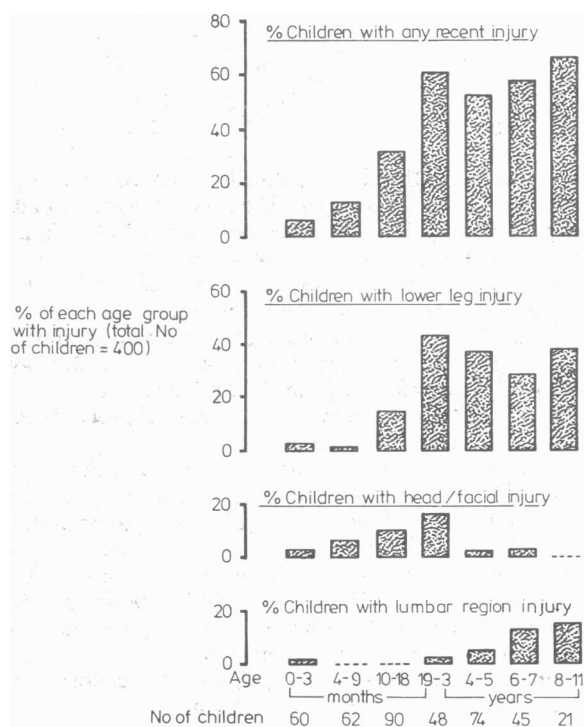 % Children with any recent injury
80
60
40
20
0
% Children with lower leg injury
60
40
20
0
% of each age group
with injury (total No
of children = 400)
% Children with head/facial injury
20
0
% Children with lumbar region injury
20
0
Age 0-3 4-9 10-18 19-3 4-5 6-7 8-11
months years
No of children 60 62 90 48 74 45 21